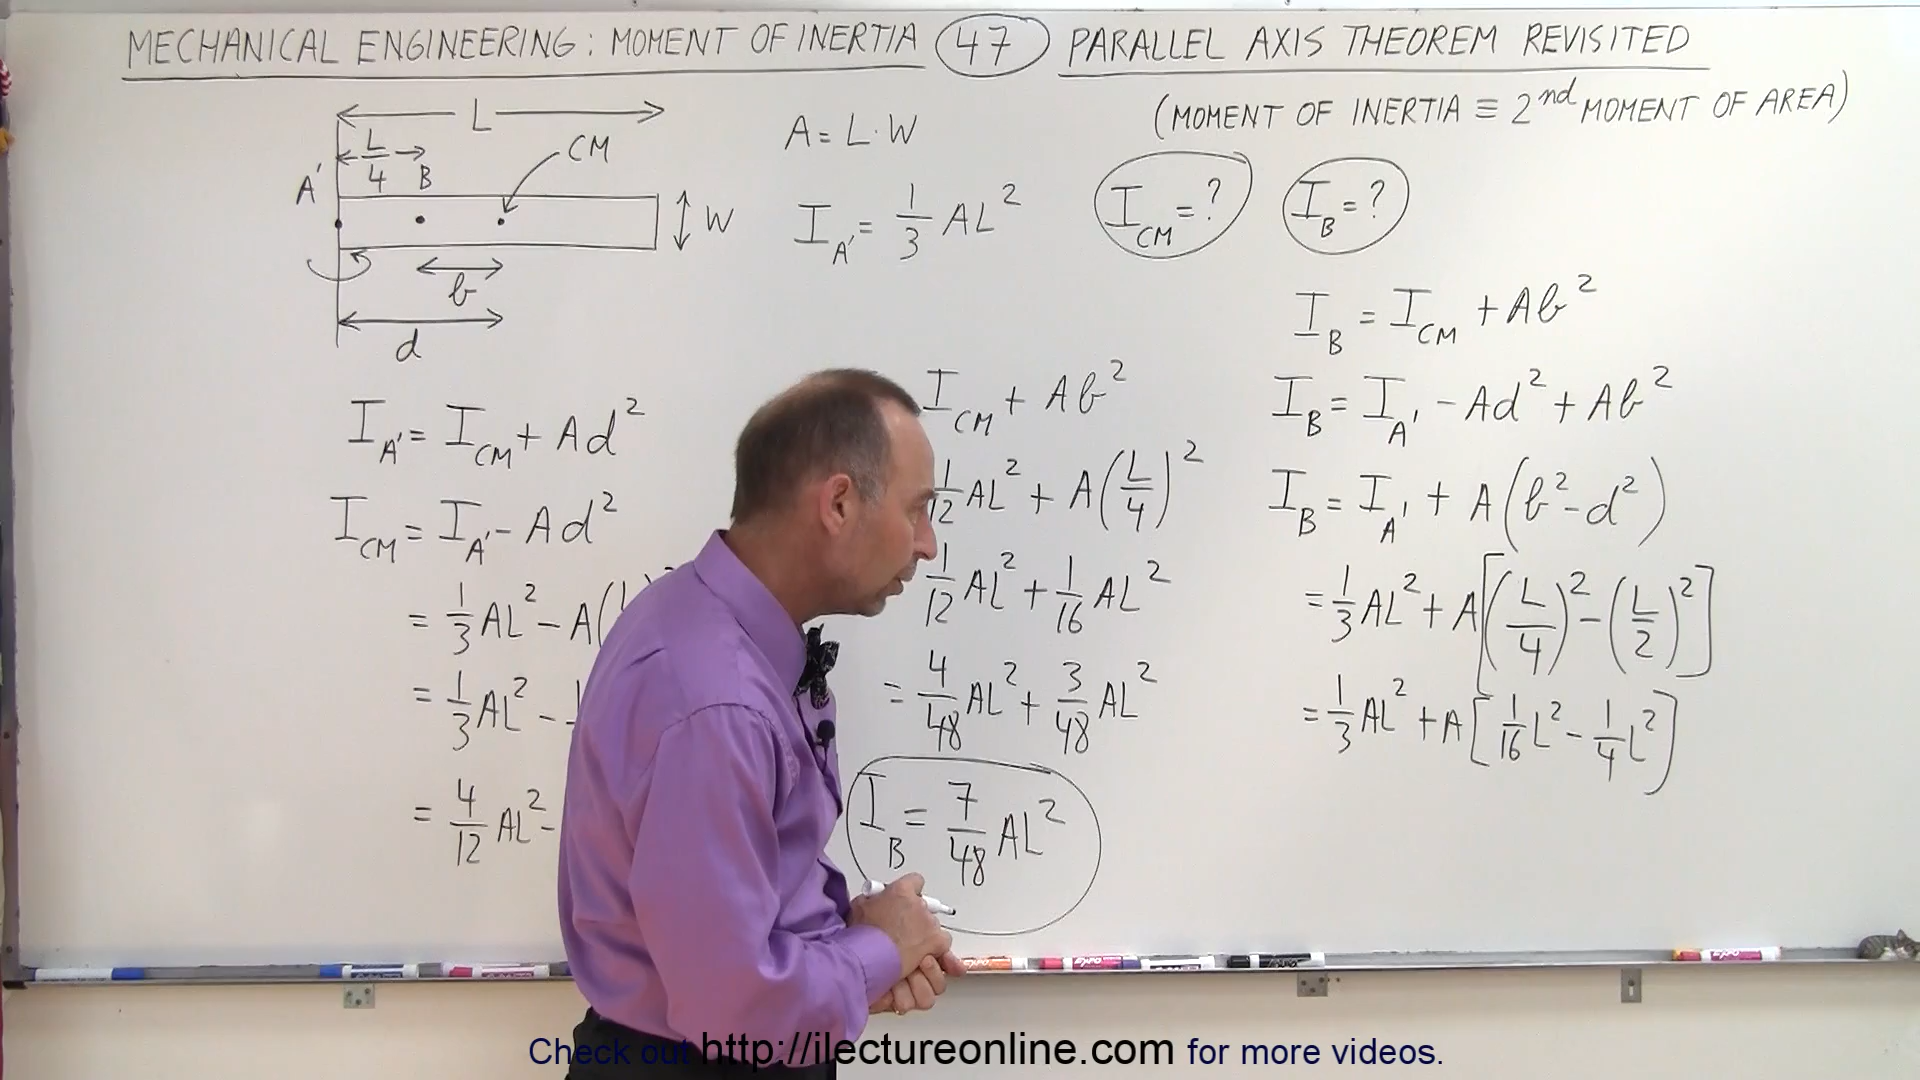 MECHANICAL ENGINEERING: MOMENT OF INERTIA 47 PARALLEL AXIS THEOREM REVISITED
(MOMENT OF INERTIA ≡ 2nd MOMENT OF AREA)
L
L/4
A'
B
CM
W
b
d
A = L·W
I_A' = 1/3 AL²
I_CM = ?
I_B = ?
I_A' = I_CM + Ad²
I_CM = I_A' - Ad²
= 1/3 AL² - A(
= 1/3 AL² -
= 4/12 AL² -
I_CM + Ab²
1/12 AL² + A(L/4)²
1/12 AL² + 1/16 AL²
= 4/48 AL² + 3/48 AL²
I_B = 7/48 AL²
I_B = I_CM + Ab²
I_B = I_A' - Ad² + Ab²
I_B = I_A' + A(b² - d²)
= 1/3 AL² + A[(L/4)² - (L/2)²]
= 1/3 AL² + A[1/16 L² - 1/4 L²]
EXPO
EXPO
EXPO
Check out http://ilectureonline.com for more videos.